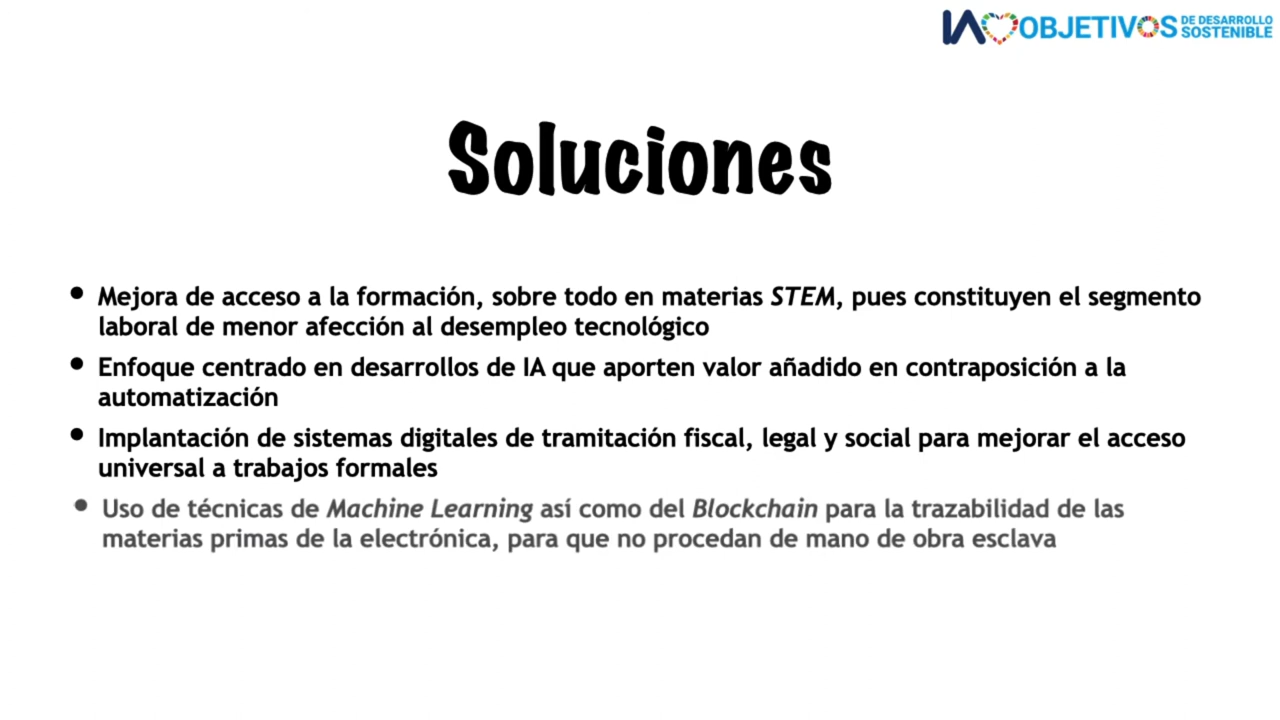 IA OBJETIVOS DE DESARROLLO SOSTENIBLE
Soluciones
• Mejora de acceso a la formación, sobre todo en materias STEM, pues constituyen el segmento
laboral de menor afección al desempleo tecnológico
• Enfoque centrado en desarrollos de IA que aporten valor añadido en contraposición a la
automatización
• Implantación de sistemas digitales de tramitación fiscal, legal y social para mejorar el acceso
universal a trabajos formales
• Uso de técnicas de Machine Learning así como del Blockchain para la trazabilidad de las
materias primas de la electrónica, para que no procedan de mano de obra esclava